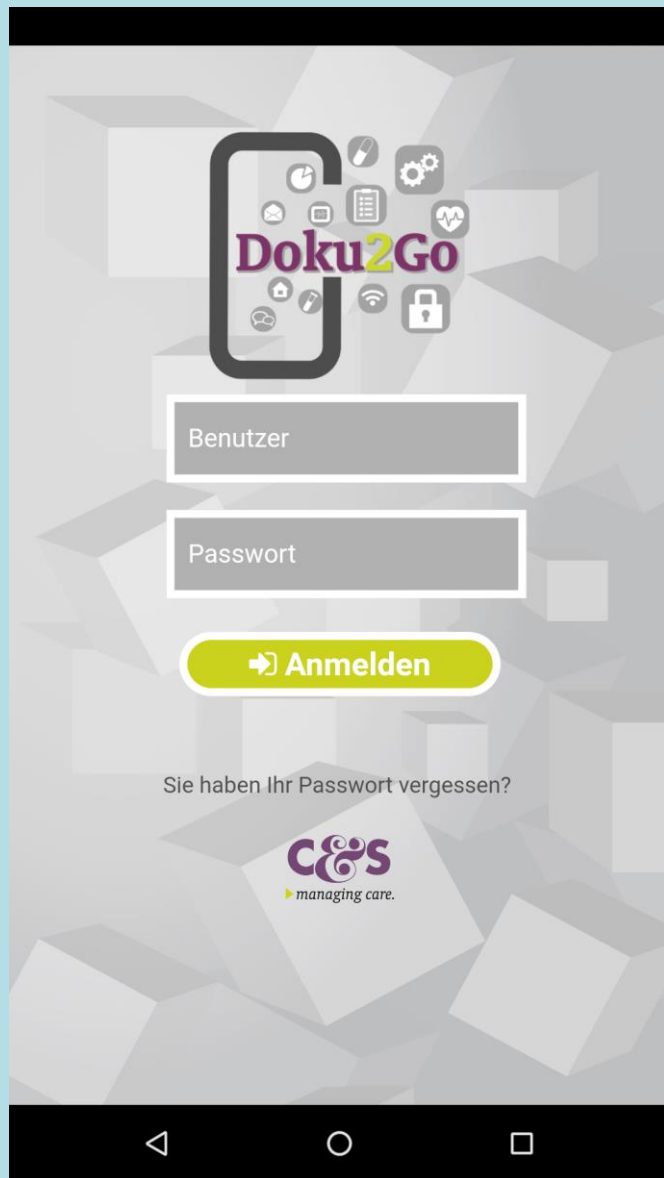 Doku2Go
Benutzer
Passwort
Anmelden
Sie haben Ihr Passwort vergessen?
C&S
managing care.